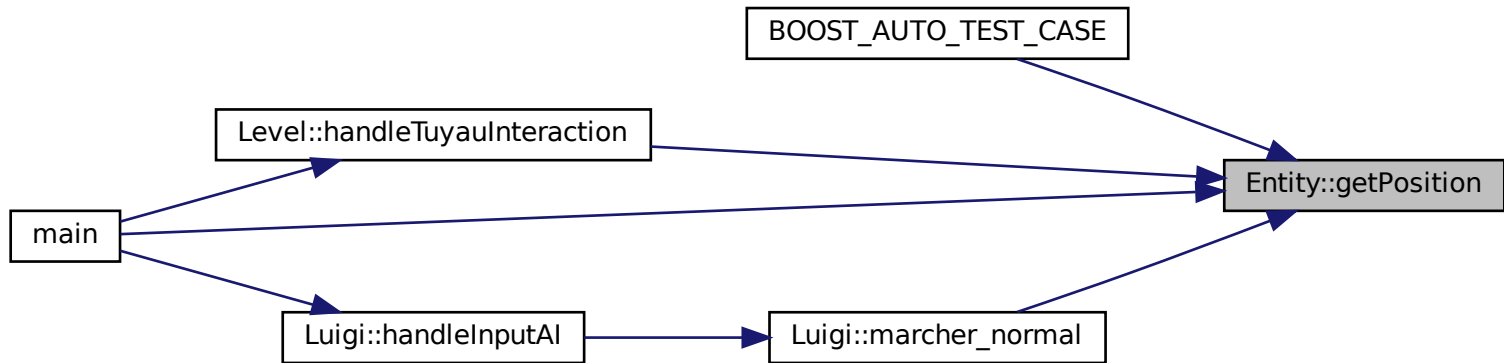 BOOST_AUTO_TEST_CASE
Level::handleTuyauInteraction
Entity::getPosition
main
Luigi::handleInputAI
Luigi::marcher_normal